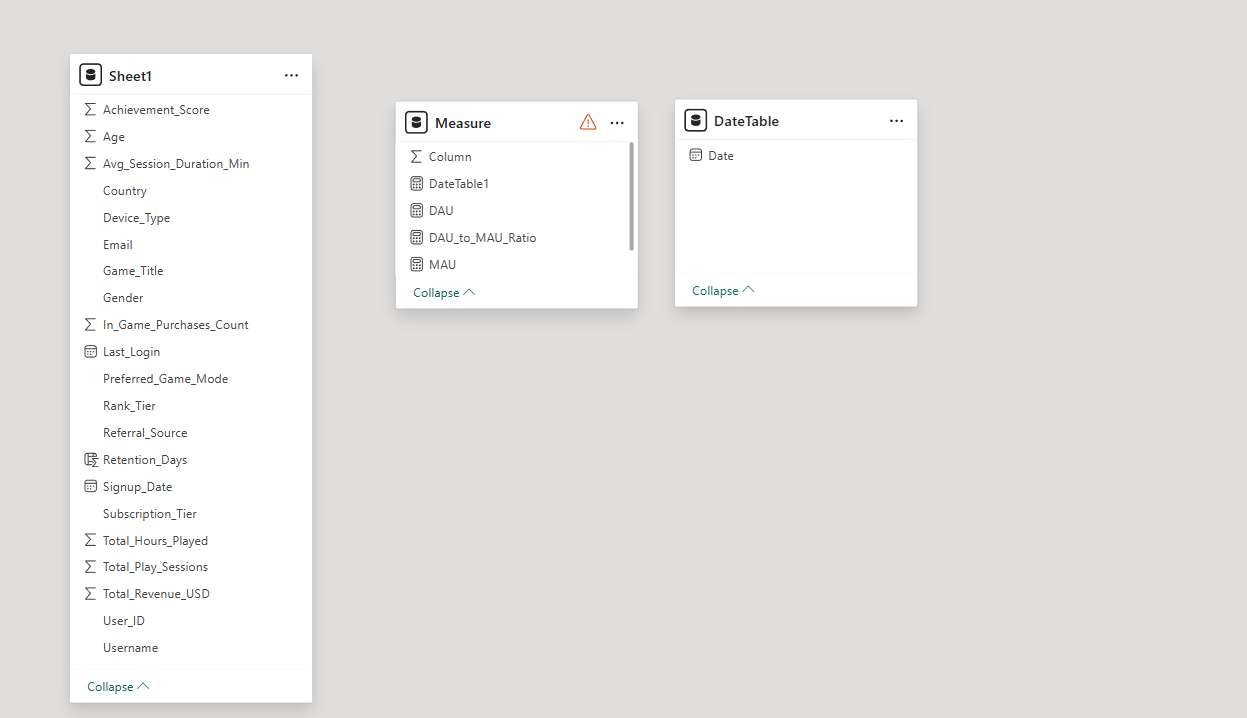 Sheet1
Achievement_Score
Age
Avg_Session_Duration_Min
Country
Device_Type
Email
Game_Title
Gender
In_Game_Purchases_Count
Last_Login
Preferred_Game_Mode
Rank_Tier
Referral_Source
Retention_Days
Signup_Date
Subscription_Tier
Total_Hours_Played
Total_Play_Sessions
Total_Revenue_USD
User_ID
Username
Collapse
Measure
Column
DateTable1
DAU
DAU_to_MAU_Ratio
MAU
Collapse
DateTable
Date
Collapse